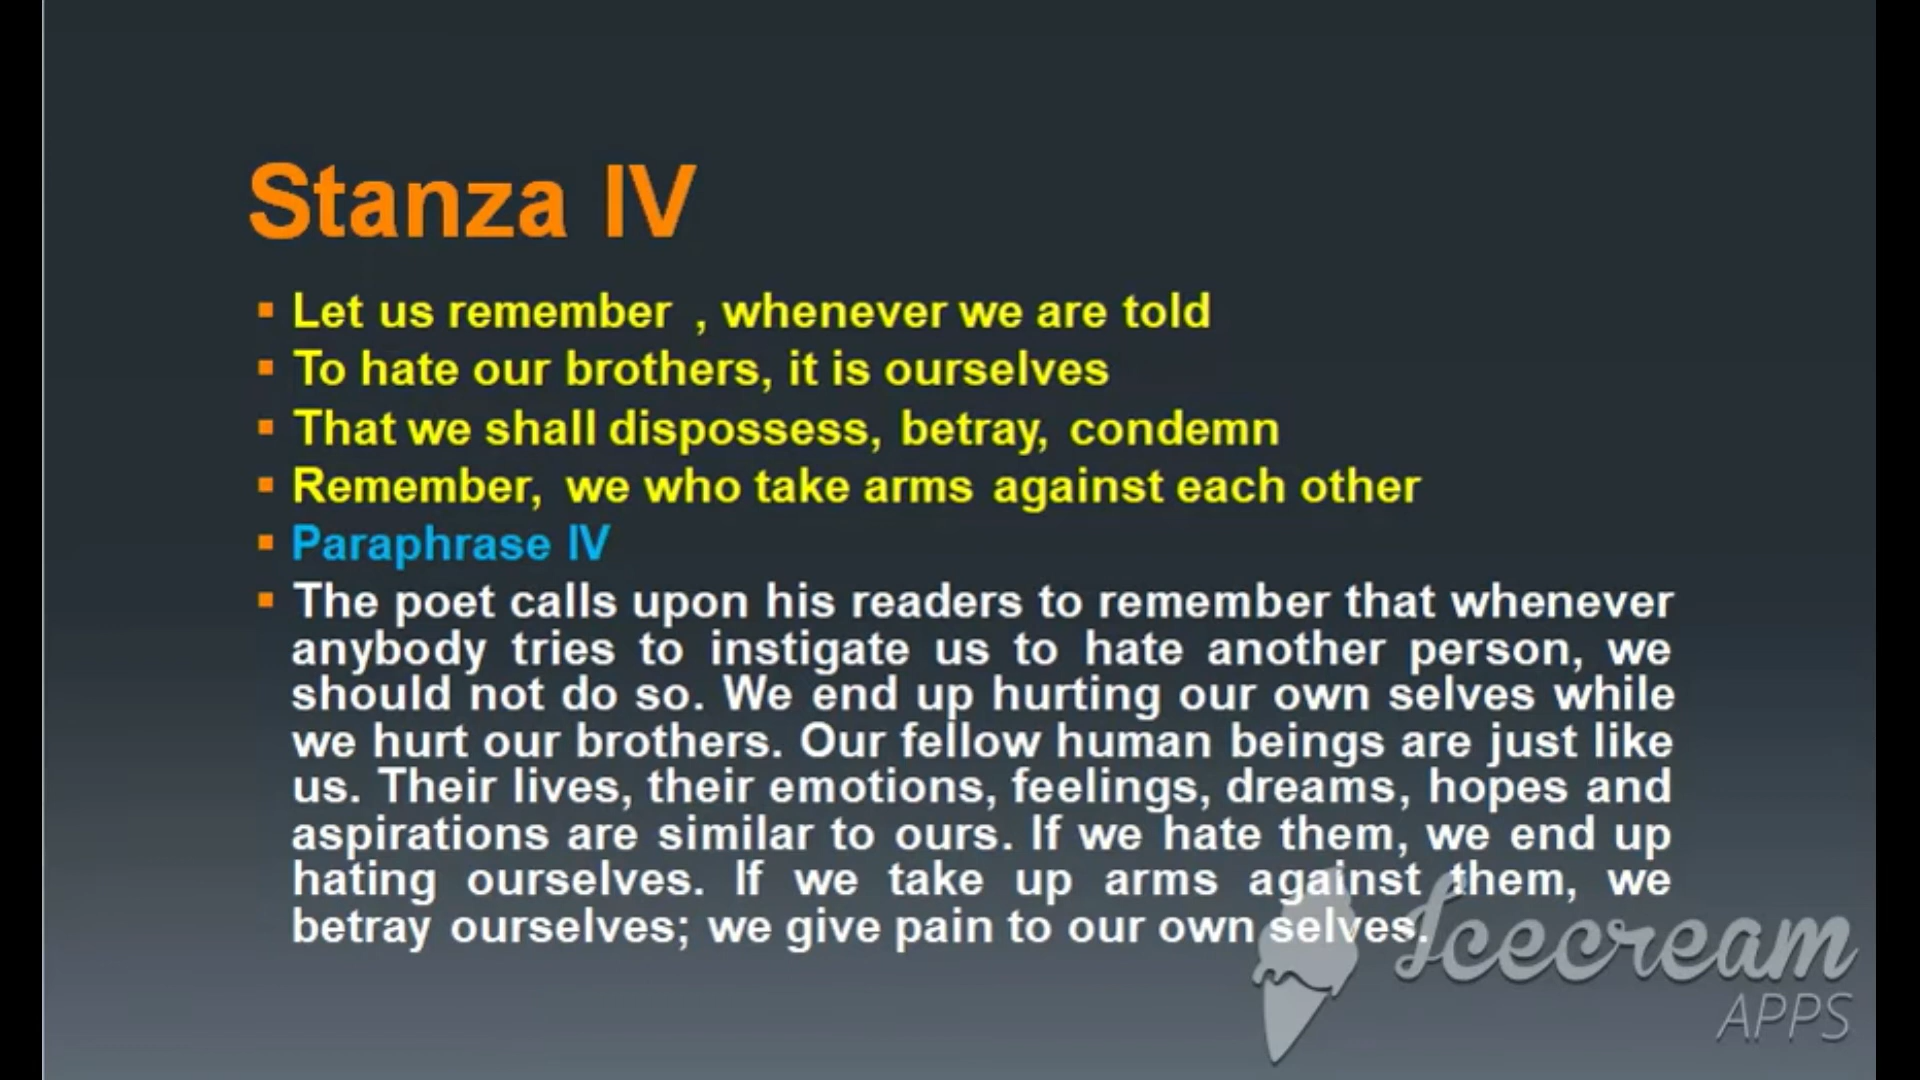 Stanza IV
Let us remember , whenever we are told
To hate our brothers, it is ourselves
That we shall dispossess, betray, condemn
Remember, we who take arms against each other
Paraphrase IV
The poet calls upon his readers to remember that whenever
anybody tries to instigate us to hate another person, we
should not do so. We end up hurting our own selves while
we hurt our brothers. Our fellow human beings are just like
us. Their lives, their emotions, feelings, dreams, hopes and
aspirations are similar to ours. If we hate them, we end up
hating ourselves. If we take up arms against them, we
betray ourselves; we give pain to our own selves.
Icecream
APPS